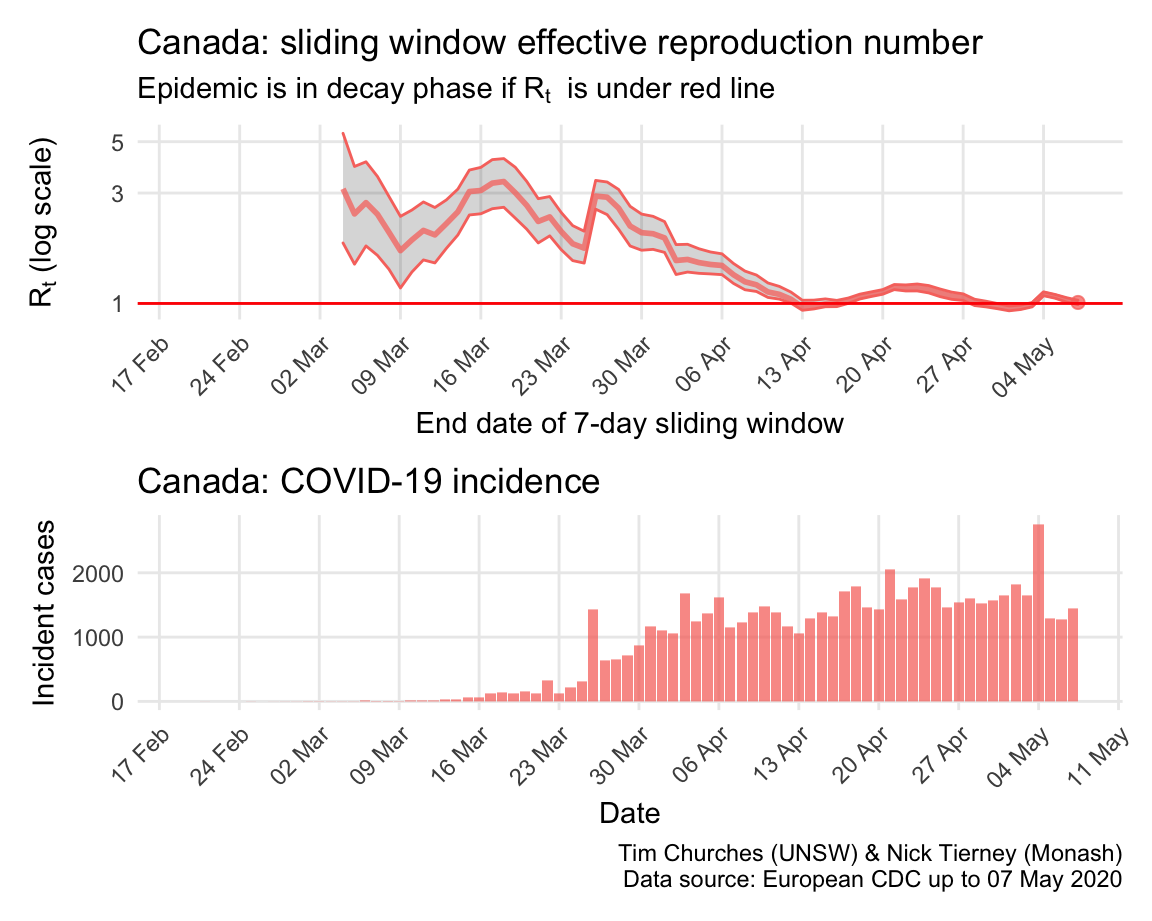 Canada: sliding window effective reproduction number
Epidemic is in decay phase if Rt is under red line
Rt (log scale)
5
3
1
17 Feb
24 Feb
02 Mar
09 Mar
16 Mar
23 Mar
30 Mar
06 Apr
13 Apr
20 Apr
27 Apr
04 May
End date of 7-day sliding window
Canada: COVID-19 incidence
Incident cases
2000
1000
0
17 Feb
24 Feb
02 Mar
09 Mar
16 Mar
23 Mar
30 Mar
06 Apr
13 Apr
20 Apr
27 Apr
04 May
11 May
Date
Tim Churches (UNSW) & Nick Tierney (Monash)
Data source: European CDC up to 07 May 2020